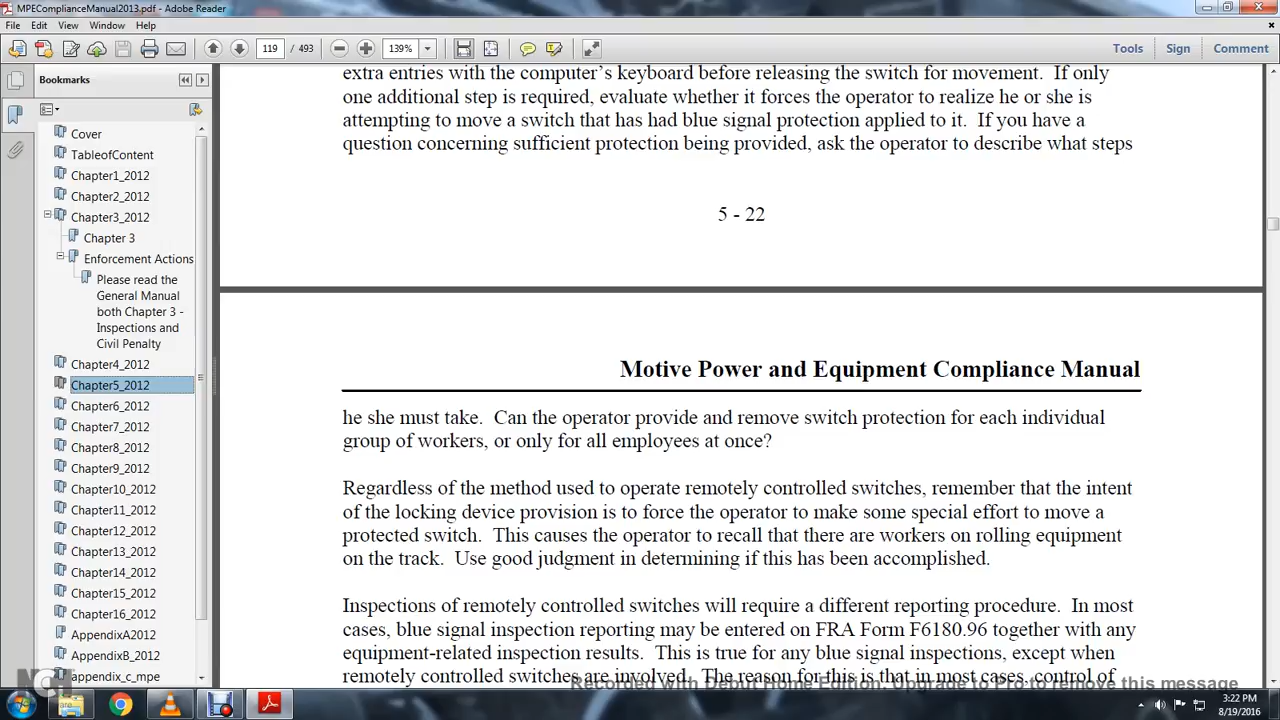 MPEComplianceManual2013.pdf - Adobe Reader
File Edit View Window Help
119 / 493 139% Tools Sign Comment
Bookmarks
Cover
TableofContent
Chapter1_2012
Chapter2_2012
Chapter3_2012
Chapter 3
Enforcement Actions
Please read the
General Manual
both Chapter 3 -
Inspections and
Civil Penalty
Chapter4_2012
Chapter5_2012
Chapter6_2012
Chapter7_2012
Chapter8_2012
Chapter9_2012
Chapter10_2012
Chapter11_2012
Chapter12_2012
Chapter13_2012
Chapter14_2012
Chapter15_2012
Chapter16_2012
AppendixA2012
AppendixB_2012
appendix_c_mpe
extra entries with the computer's keyboard before releasing the switch for movement. If only
one additional step is required, evaluate whether it forces the operator to realize he or she is
attempting to move a switch that has had blue signal protection applied to it. If you have a
question concerning sufficient protection being provided, ask the operator to describe what steps
5 - 22
Motive Power and Equipment Compliance Manual
he she must take. Can the operator provide and remove switch protection for each individual
group of workers, or only for all employees at once?
Regardless of the method used to operate remotely controlled switches, remember that the intent
of the locking device provision is to force the operator to make some special effort to move a
protected switch. This causes the operator to recall that there are workers on rolling equipment
on the track. Use good judgment in determining if this has been accomplished.
Inspections of remotely controlled switches will require a different reporting procedure. In most
cases, blue signal inspection reporting may be entered on FRA Form F6180.96 together with any
equipment-related inspection results. This is true for any blue signal inspections, except when
remotely controlled switches are involved. The reason for this is that in most cases, control of
Recorded with Debut Home Edition. Upgrade to Pro to remove this message
3:22 PM
8/19/2016